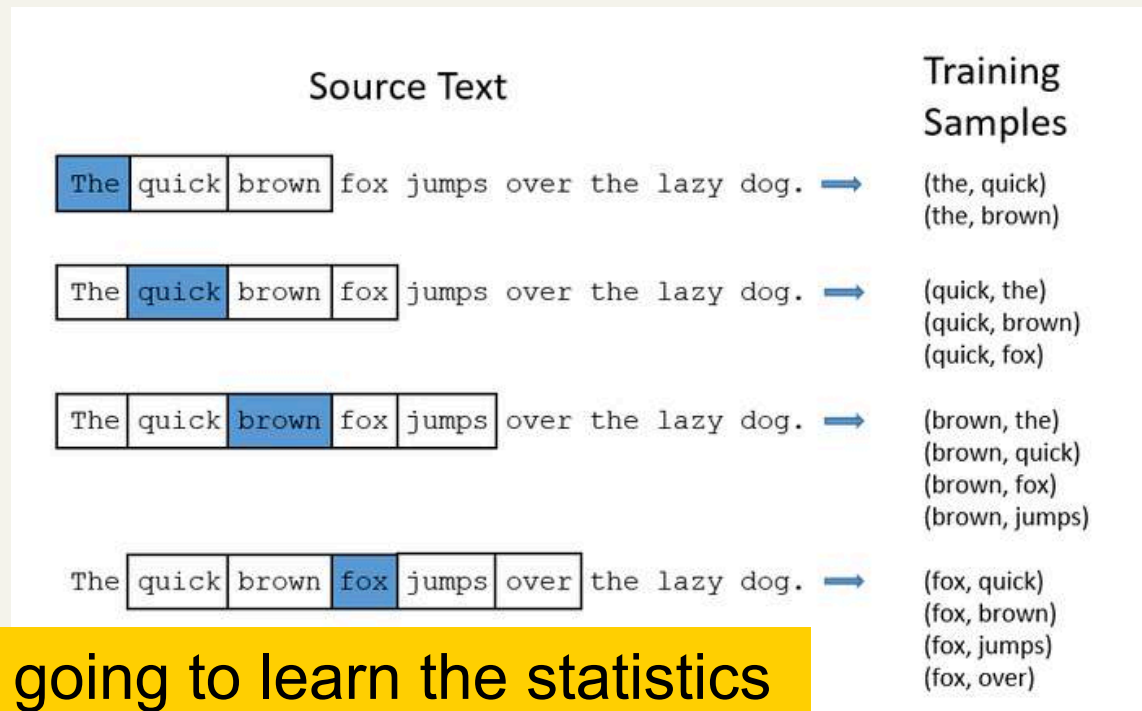 Source Text
Training
Samples
The quick brown fox jumps over the lazy dog.
(the, quick)
(the, brown)
The quick brown fox jumps over the lazy dog.
(quick, the)
(quick, brown)
(quick, fox)
The quick brown fox jumps over the lazy dog.
(brown, the)
(brown, quick)
(brown, fox)
(brown, jumps)
The quick brown fox jumps over the lazy dog.
(fox, quick)
(fox, brown)
(fox, jumps)
(fox, over)
going to learn the statistics